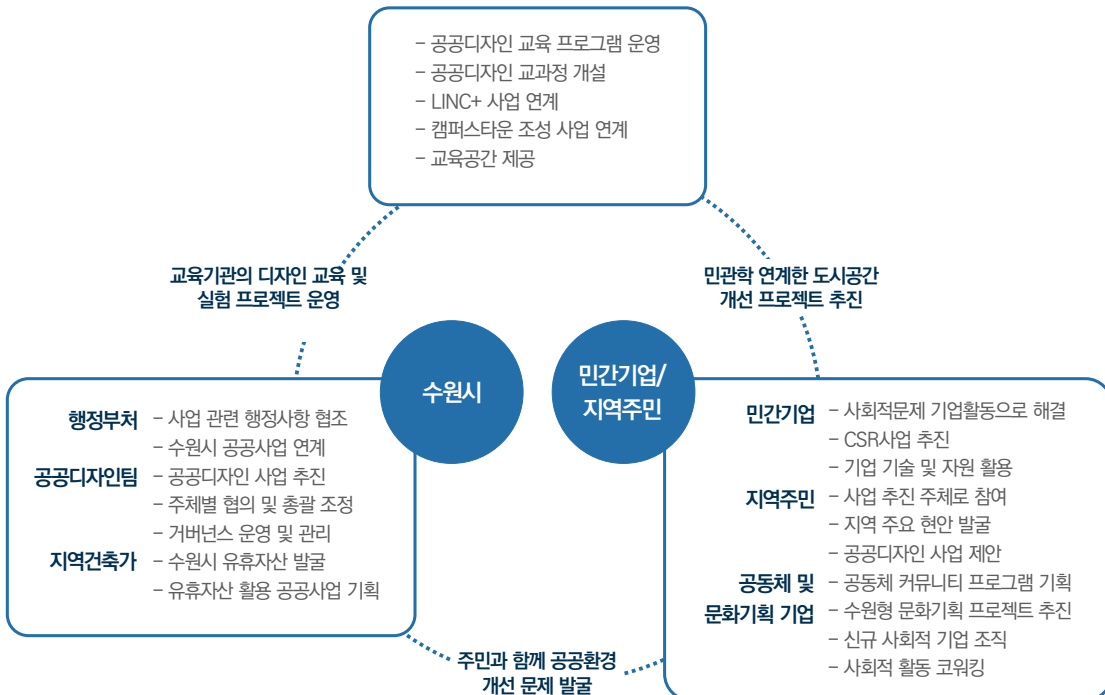 – 공공디자인 교육 프로그램 운영
– 공공디자인 교과정 개설
– LINC+ 사업 연계
– 캠퍼스타운 조성 사업 연계
– 교육공간 제공
교육기관의 디자인 교육 및
실험 프로젝트 운영
민관학 연계한 도시공간
개선 프로젝트 추진
수원시
민간기업/
지역주민
행정부처 – 사업 관련 행정사항 협조
– 수원시 공공사업 연계
공공디자인팀 – 공공디자인 사업 추진
– 주체별 협의 및 총괄 조정
– 거버넌스 운영 및 관리
지역건축가 – 수원시 유휴자산 발굴
– 유휴자산 활용 공공사업 기획
민간기업 – 사회적문제 기업활동으로 해결
– CSR사업 추진
– 기업 기술 및 자원 활용
지역주민 – 사업 추진 주체로 참여
– 지역 주요 현안 발굴
– 공공디자인 사업 제안
공동체 및 – 공동체 커뮤니티 프로그램 기획
문화기획 기업 – 수원형 문화기획 프로젝트 추진
– 신규 사회적 기업 조직
– 사회적 활동 코워킹
주민과 함께 공공환경
개선 문제 발굴